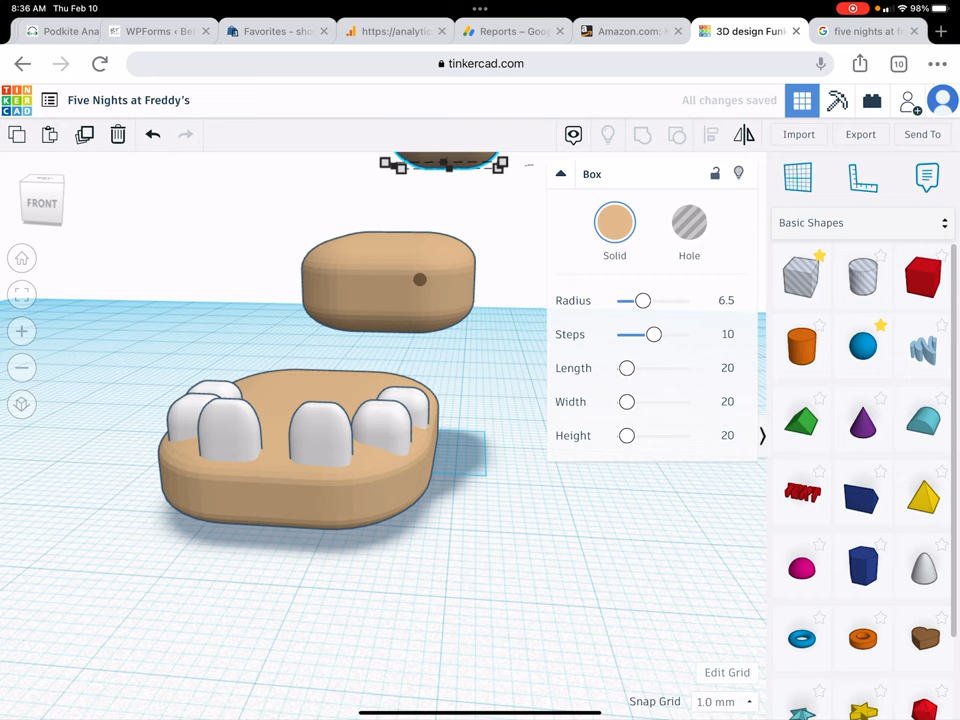 8:36 AM Thu Feb 10
98%
Podkite Ana
WPForms ‹ Be
Favorites - sho
https://analytic
Reports – Goog
Amazon.com:
3D design Fun
five nights at fr
tinkercad.com
10
TIN
KER
CAD
Five Nights at Freddy's
All changes saved
Import
Export
Send To
FRONT
Box
Solid
Hole
Radius 6.5
Steps 10
Length 20
Width 20
Height 20
Basic Shapes
TEXT
Edit Grid
Snap Grid 1.0 mm